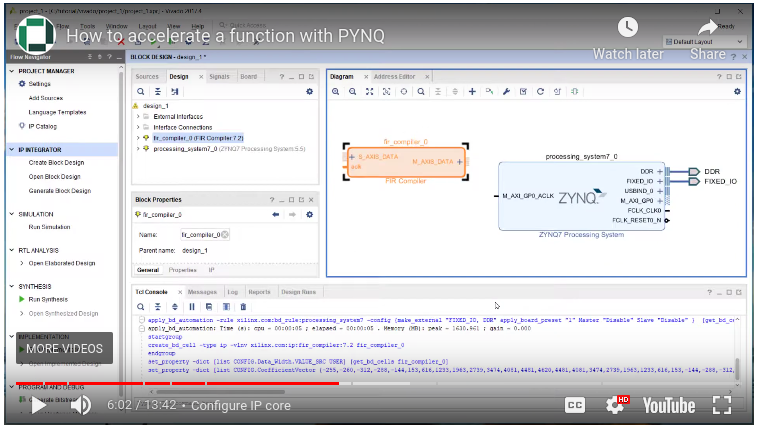 project_1 - [C:/tutorial/vivado/project_1/project_1.xpr] - Vivado 2017.4
Flow Tools Window Layout View Help Quick Access
Ready
How to accelerate a function with PYNQ
Watch later
Share
Default Layout
Flow Navigator
PROJECT MANAGER
Settings
Add Sources
Language Templates
IP Catalog
IP INTEGRATOR
Create Block Design
Open Block Design
Generate Block Design
SIMULATION
Run Simulation
RTL ANALYSIS
Open Elaborated Design
SYNTHESIS
Run Synthesis
Open Synthesized Design
IMPLEMENTATION
MORE VIDEOS
Open Implemented Design
PROGRAM AND DEBUG
Generate Bitstream
BLOCK DESIGN - design_1 *
Sources Design Signals Board
design_1
External Interfaces
Interface Connections
fir_compiler_0 (FIR Compiler:7.2)
processing_system7_0 (ZYNQ7 Processing System:5.5)
Block Properties
fir_compiler_0
Name: fir_compiler_0
Parent name: design_1
General Properties IP
Diagram Address Editor
fir_compiler_0
S_AXIS_DATA
M_AXIS_DATA
aclk
FIR Compiler
processing_system7_0
M_AXI_GP0_ACLK
ZYNQ
DDR
FIXED_IO
USBIND_0
M_AXI_GP0
FCLK_CLK0
FCLK_RESET0_N
DDR
FIXED_IO
ZYNQ7 Processing System
Tcl Console Messages Log Reports Design Runs
apply_bd_automation -rule xilinx.com:bd_rule:processing_system7 -config {make_external "FIXED_IO, DDR" apply_board_preset "1" Master "Disable" Slave "Disable" } [get_bd_ce
apply_bd_automation: Time (s): cpu = 00:00:05 ; elapsed = 00:00:05 . Memory (MB): peak = 1630.961 ; gain = 0.000
startgroup
create_bd_cell -type ip -vlnv xilinx.com:ip:fir_compiler:7.2 fir_compiler_0
endgroup
set_property -dict [list CONFIG.Data_Width.VALUE_SRC USER] [get_bd_cells fir_compiler_0]
set_property -dict [list CONFIG.CoefficientVector {-255,-260,-312,-288,-144,153,616,1233,1963,2739,3474,4081,4481,4620,4481,4081,3474,2739,1963,1233,616,153,-144,-288,-312,
6:02 / 13:42 • Configure IP core
CC
HD
YouTube